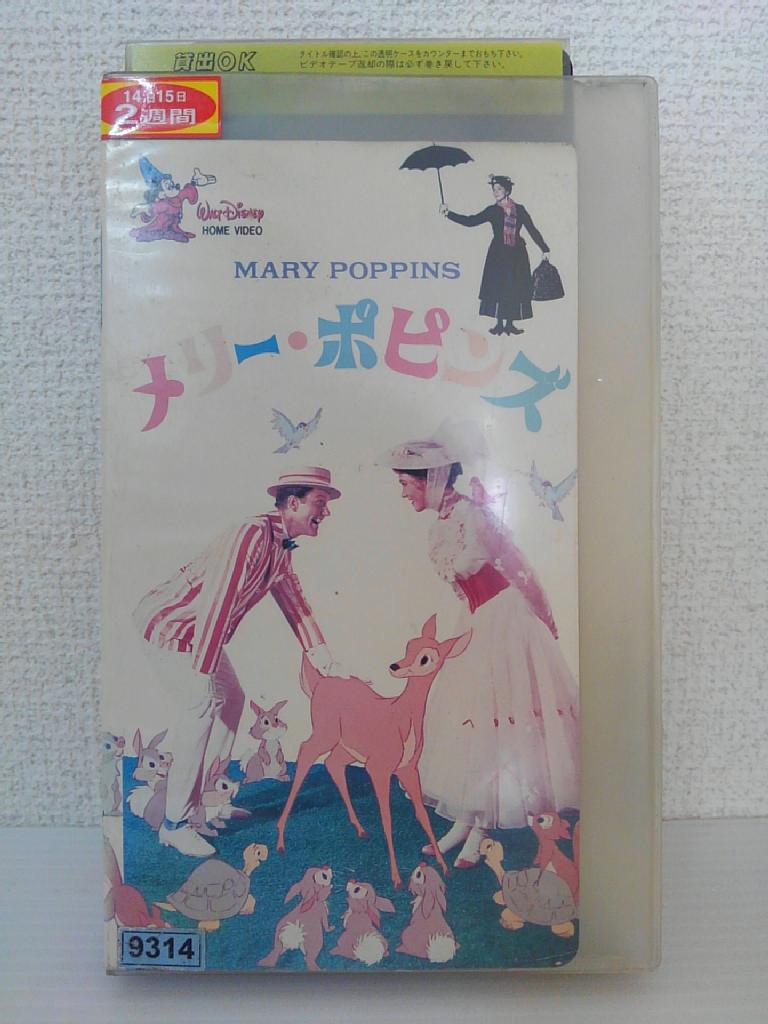 貸出OK
タイトル確認の上、この透明ケースをカウンターまでおもち下さい。
ビデオテープ返却の際は必ず巻き戻して下さい。
14泊15日
2週間
Walt Disney
HOME VIDEO
MARY POPPINS
メリー・ポピンズ
9314